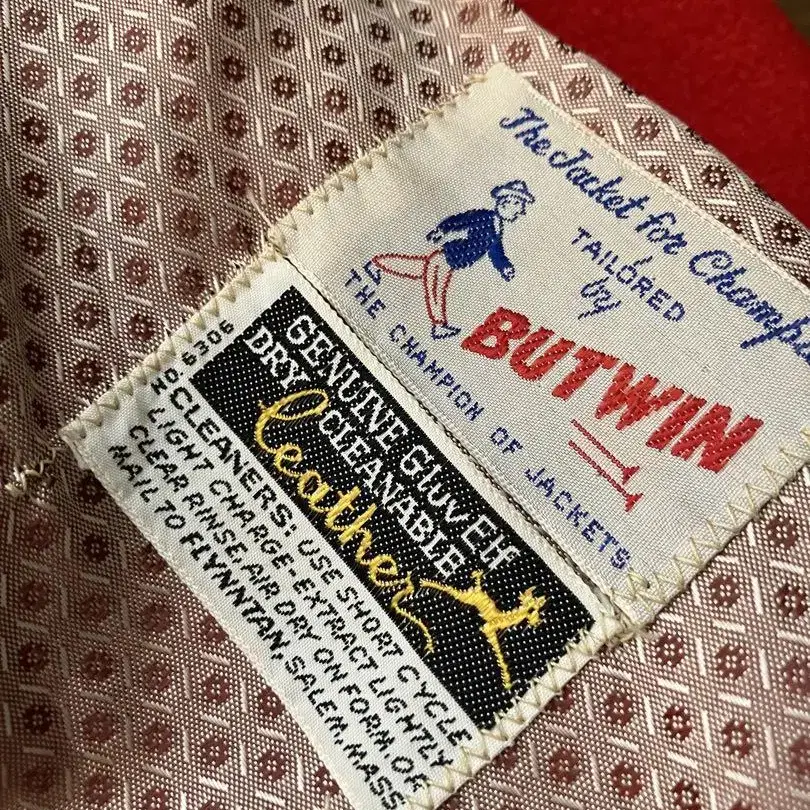 The Jacket for Champi
TAILORED
by
BUTWIN
THE CHAMPION OF JACKETS
NO. 6306
GENUINE GluvElk
DRY CLEANABLE
leather
CLEANERS: USE SHORT CYCLE
LIGHT CHARGE-EXTRACT LIGHTLY
CLEAR RINSE. AIR DRY ON FORM OR
MAIL TO FLYNNTAN, SALEM, MASS